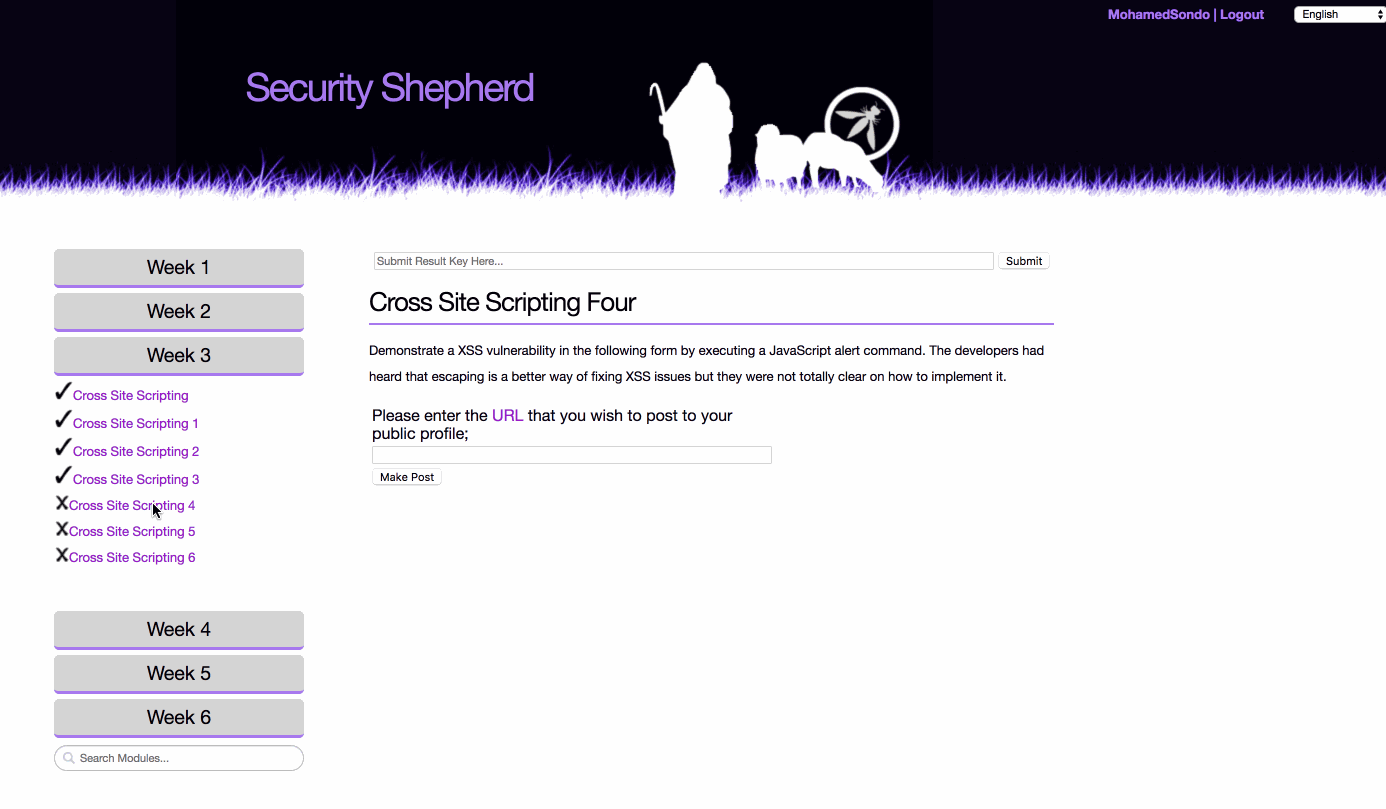 MohamedSondo | Logout
English
Security Shepherd
Week 1
Week 2
Week 3
✓Cross Site Scripting
✓Cross Site Scripting 1
✓Cross Site Scripting 2
✓Cross Site Scripting 3
XCross Site Scripting 4
XCross Site Scripting 5
XCross Site Scripting 6
Week 4
Week 5
Week 6
Search Modules...
Submit Result Key Here...
Submit
Cross Site Scripting Four
Demonstrate a XSS vulnerability in the following form by executing a JavaScript alert command. The developers had
heard that escaping is a better way of fixing XSS issues but they were not totally clear on how to implement it.
Please enter the URL that you wish to post to your
public profile;
Make Post